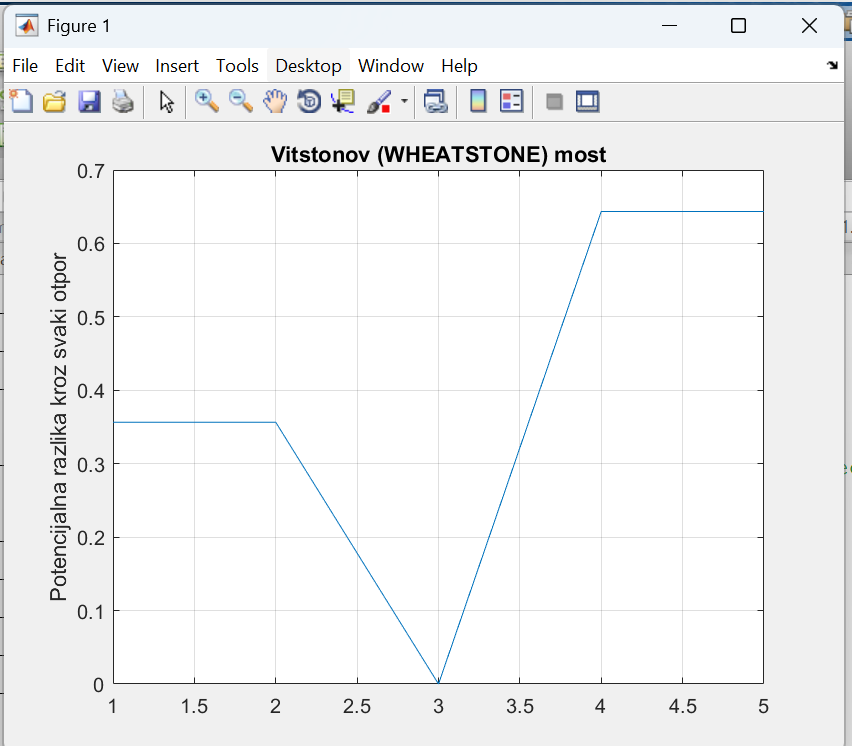 Figure 1
File Edit View Insert Tools Desktop Window Help
Vitstonov (WHEATSTONE) most
Potencijalna razlika kroz svaki otpor
0.7
0.6
0.5
0.4
0.3
0.2
0.1
0
1 1.5 2 2.5 3 3.5 4 4.5 5